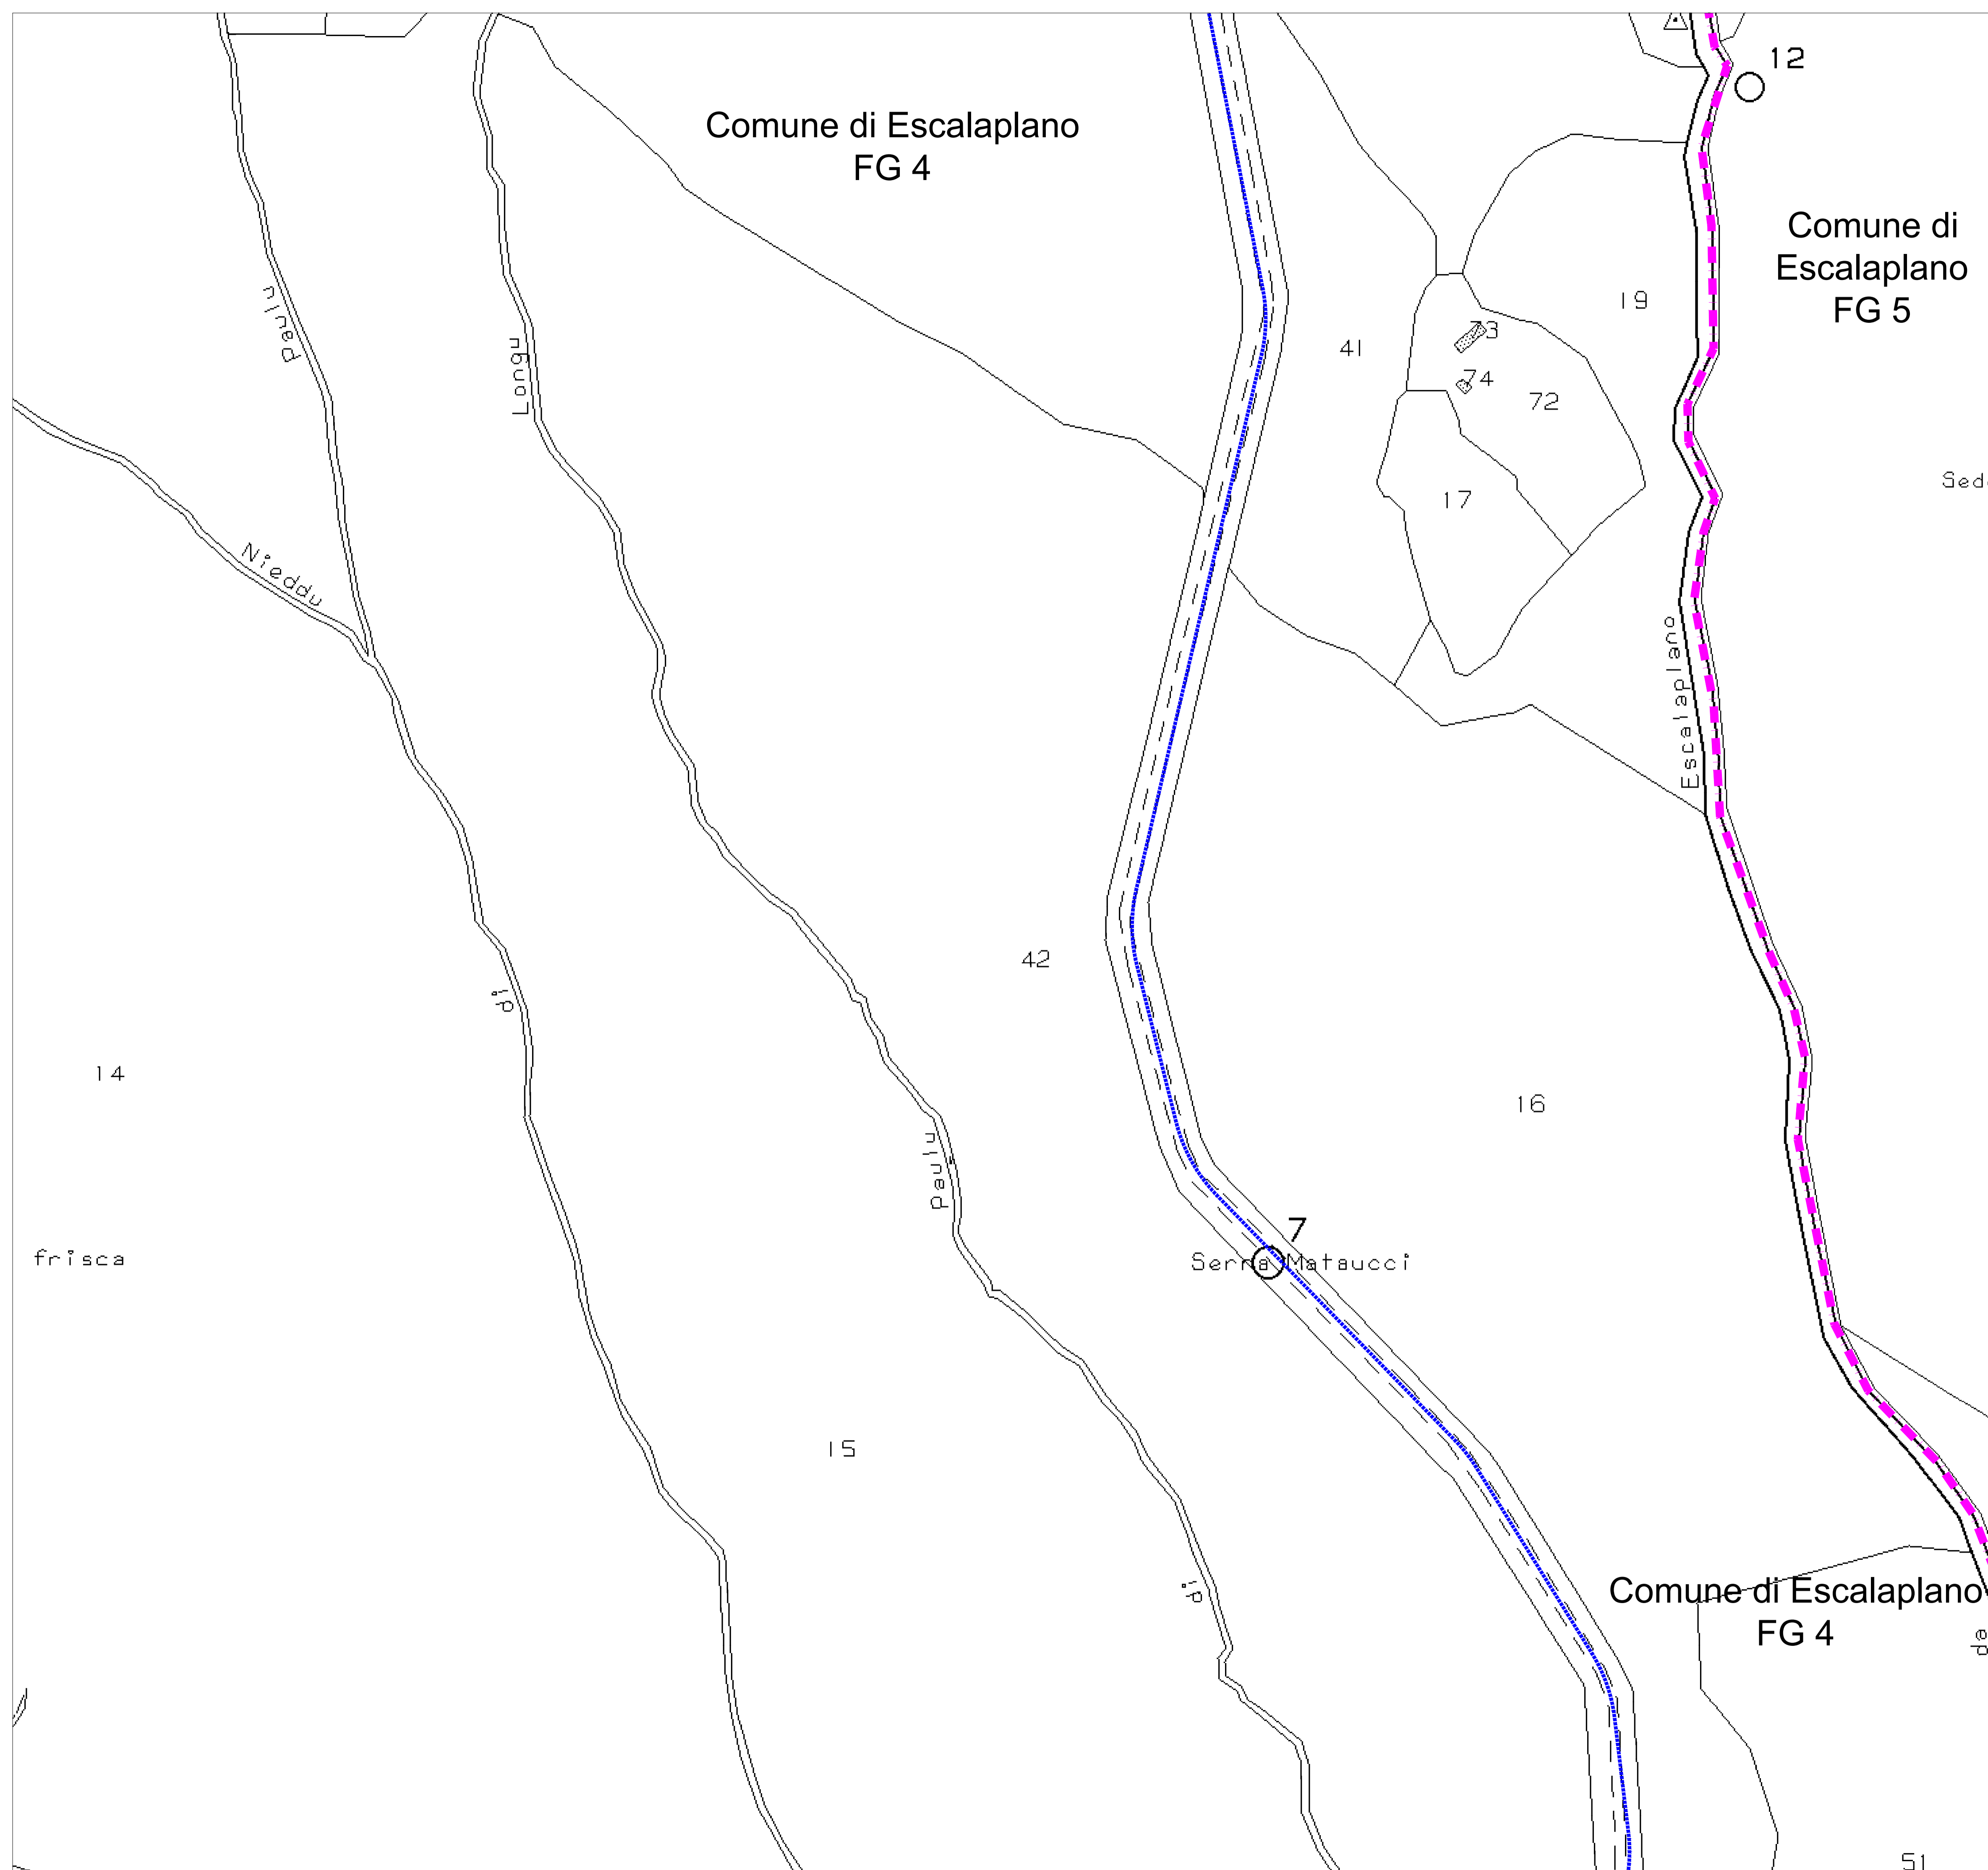 12
Comune di Escalaplano
FG 4
Comune di
Escalaplano
FG 5
Paulu
Longu
19
73
41
74
72
17
Nieddu
Escalaplano
42
di
14
16
Paulu
7
frisca
Serra Mataucci
15
di
Comune di Escalaplano
FG 4
51